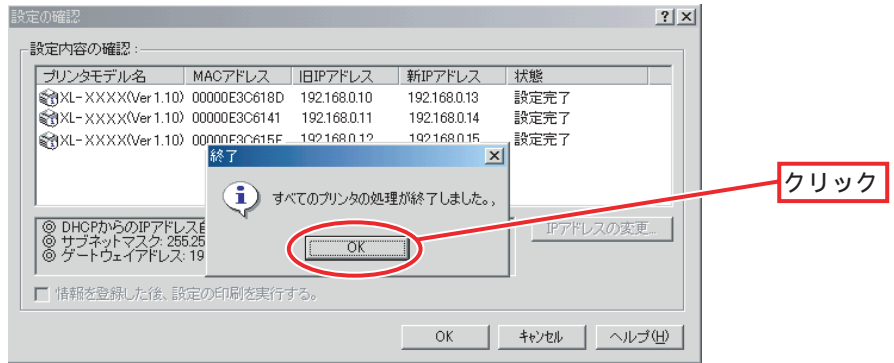 設定の確認
設定内容の確認：
プリンタモデル名 MACアドレス 旧IPアドレス 新IPアドレス 状態
XL-XXXX(Ver 1.10) 00000E3C618D 192.168.0.10 192.168.0.13 設定完了
XL-XXXX(Ver 1.10) 00000E3C6141 192.168.0.11 192.168.0.14 設定完了
XL-XXXX(Ver 1.10) 00000E3C615F 192.168.0.12 192.168.0.15 設定完了
終了
すべてのプリンタの処理が終了しました。,
OK
クリック
◎ DHCPからのIPアドレス
◎ サブネットマスク: 255.25
◎ ゲートウェイアドレス: 19
IPアドレスの変更...
情報を登録した後、設定の印刷を実行する。
OK キャンセル ヘルプ(H)